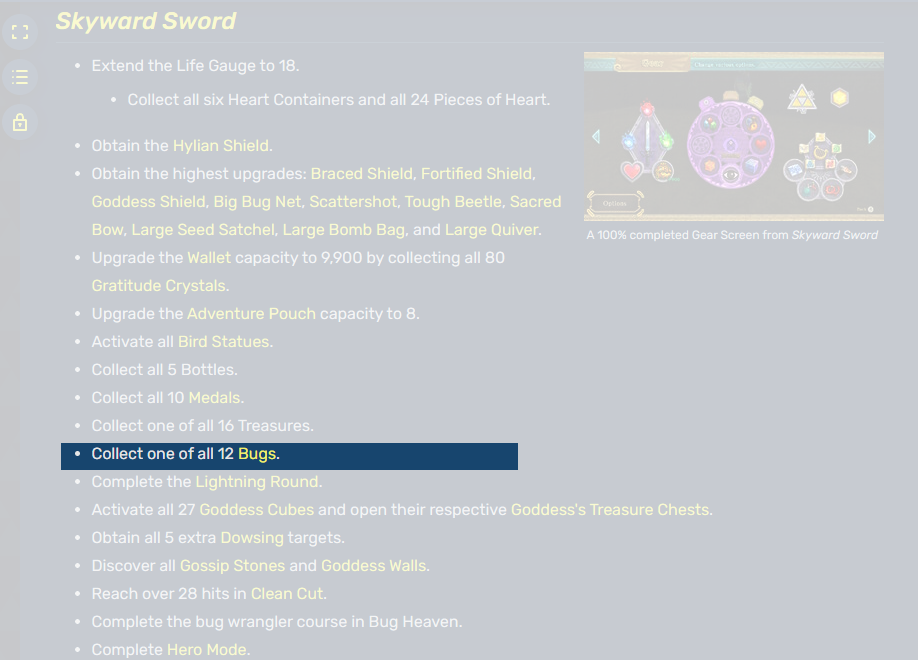 Skyward Sword
• Extend the Life Gauge to 18.
• Collect all six Heart Containers and all 24 Pieces of Heart.
• Obtain the Hylian Shield.
• Obtain the highest upgrades: Braced Shield, Fortified Shield,
Goddess Shield, Big Bug Net, Scattershot, Tough Beetle, Sacred
Bow, Large Seed Satchel, Large Bomb Bag, and Large Quiver.
• Upgrade the Wallet capacity to 9,900 by collecting all 80
Gratitude Crystals.
• Upgrade the Adventure Pouch capacity to 8.
• Activate all Bird Statues.
• Collect all 5 Bottles.
• Collect all 10 Medals.
• Collect one of all 16 Treasures.
• Collect one of all 12 Bugs.
• Complete the Lightning Round.
• Activate all 27 Goddess Cubes and open their respective Goddess's Treasure Chests.
• Obtain all 5 extra Dowsing targets.
• Discover all Gossip Stones and Goddess Walls.
• Reach over 28 hits in Clean Cut.
• Complete the bug wrangler course in Bug Heaven.
• Complete Hero Mode.
Gear
Options
A 100% completed Gear Screen from Skyward Sword